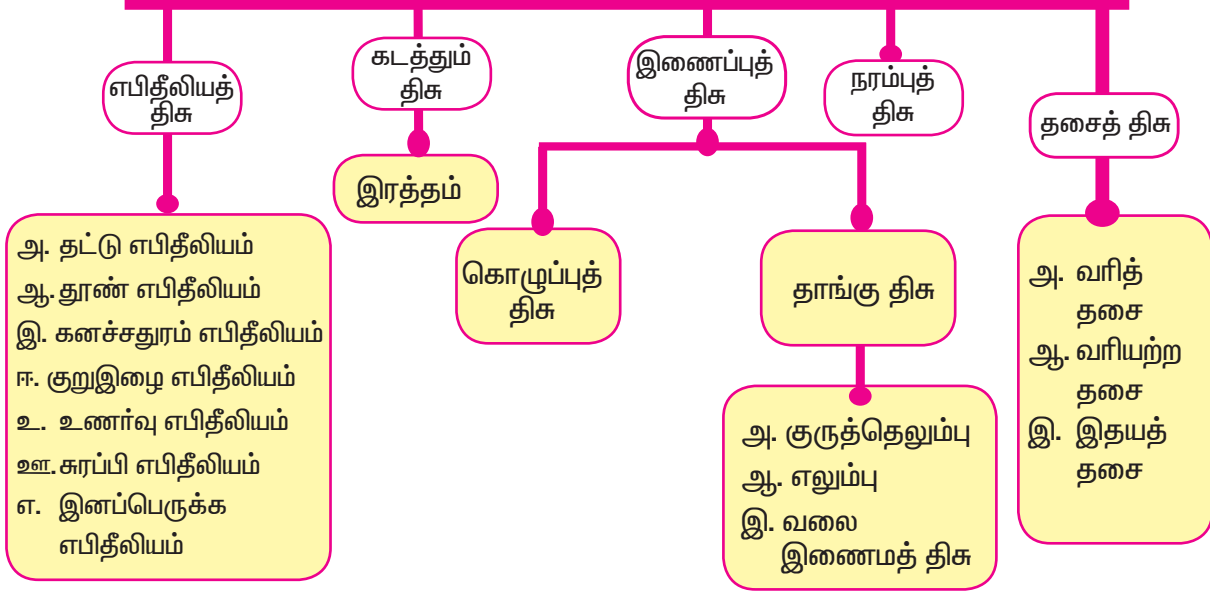 எபிதீலியத்
திசு
கடத்தும்
திசு
இணைப்புத்
திசு
நரம்புத்
திசு
தசைத் திசு
அ. தட்டு எபிதீலியம்
ஆ. தூண் எபிதீலியம்
இ. கனச்சதுரம் எபிதீலியம்
ஈ. குறுஇழை எபிதீலியம்
உ. உணர்வு எபிதீலியம்
ஊ. சுரப்பி எபிதீலியம்
எ. இனப்பெருக்க
எபிதீலியம்
இரத்தம்
கொழுப்புத்
திசு
தாங்கு திசு
அ. குருத்தெலும்பு
ஆ. எலும்பு
இ. வலை
இணைமத் திசு
அ. வரித்
தசை
ஆ. வரியற்ற
தசை
இ. இதயத்
தசை